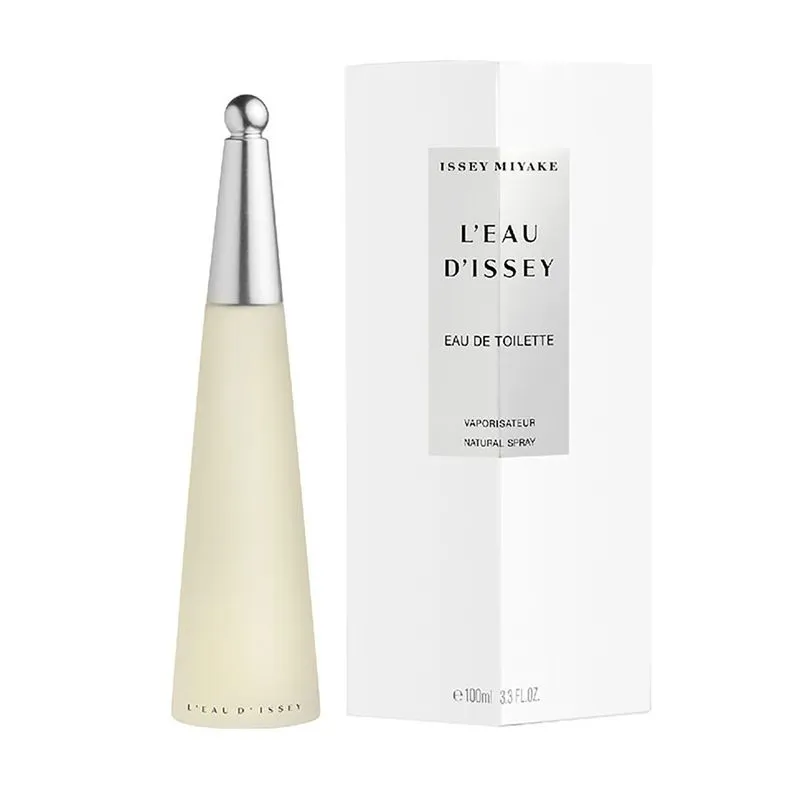 ISSEY MIYAKE
L'EAU
D'ISSEY
EAU DE TOILETTE
VAPORISATEUR
NATURAL SPRAY
℮100ml 3.3 FL.OZ.
L'EAU D'ISSEY